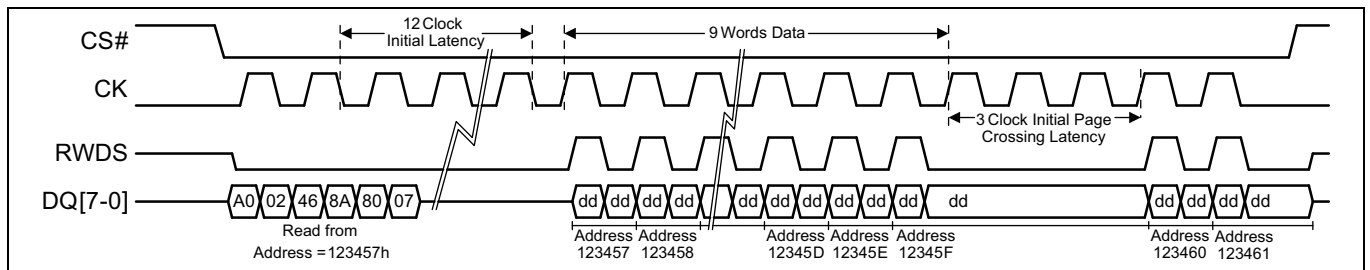 CS#
12 Clock
Initial Latency
9 Words Data
CK
3 Clock Initial Page
Crossing Latency
RWDS
DQ[7-0]
A0 02 46 8A 80 07
dd dd dd dd dd dd dd dd dd dd dd dd dd dd dd
Read from
Address = 123457h
Address
123457
Address
123458
Address
12345D
Address
12345E
Address
12345F
Address
123460
Address
123461